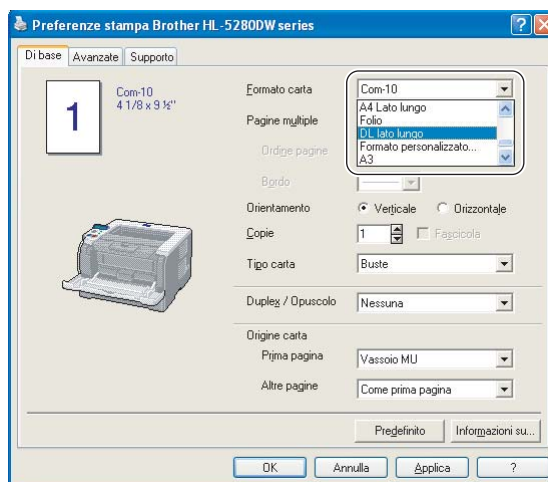 Preferenze stampa Brother HL-5280DW series
Di base Avanzate Supporto
1
Com-10
4 1/8 x 9 ½"
Formato carta Com-10
A4 Lato lungo
Folio
DL lato lungo
Formato personalizzato...
A3
Pagine multiple
Ordine pagine
Bordo
Orientamento Verticale Orizzontale
Copie 1 Fascicola
Tipo carta Buste
Duplex / Opuscolo Nessuna
Origine carta
Prima pagina Vassoio MU
Altre pagine Come prima pagina
Predefinito Informazioni su...
OK Annulla Applica ?